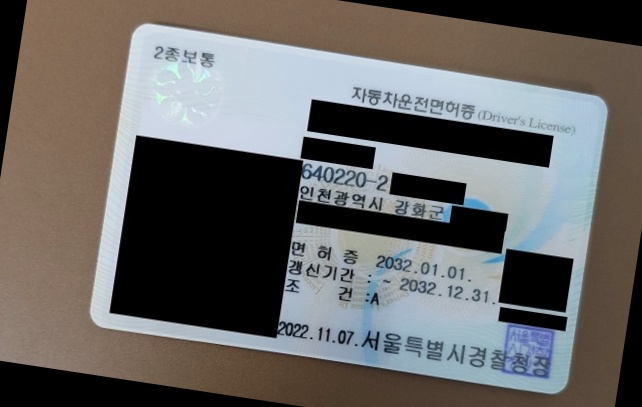 2종보통
자동차운전면허증 (Driver's License)
640220-2
인천광역시 강화군
면 허 증 2032.01.01.
갱신기간 : ~ 2032.12.31.
조 건 :A
2022.11.07. 서울특별시경찰청장